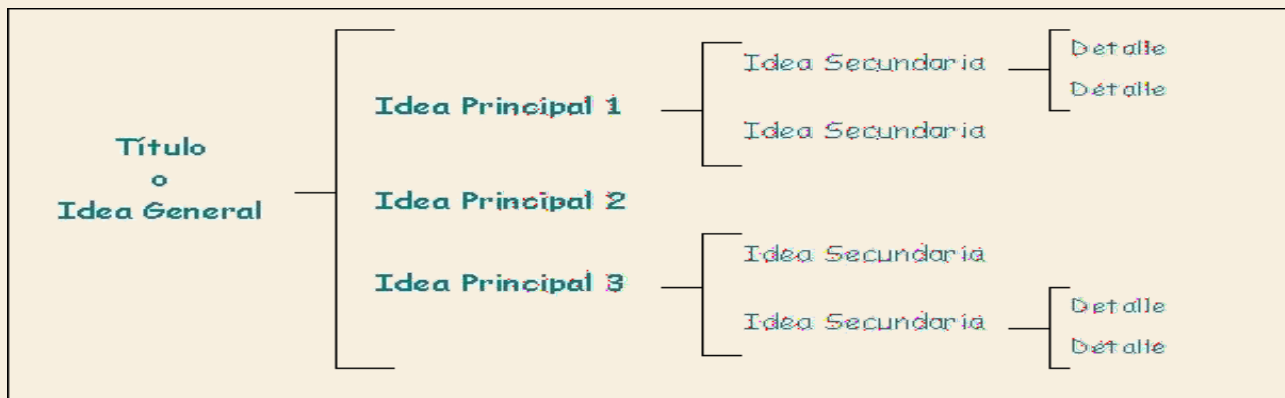 Título
o
Idea General
Idea Principal 1
Idea Secundaria
Detalle
Detalle
Idea Secundaria
Idea Principal 2
Idea Principal 3
Idea Secundaria
Idea Secundaria
Detalle
Detalle